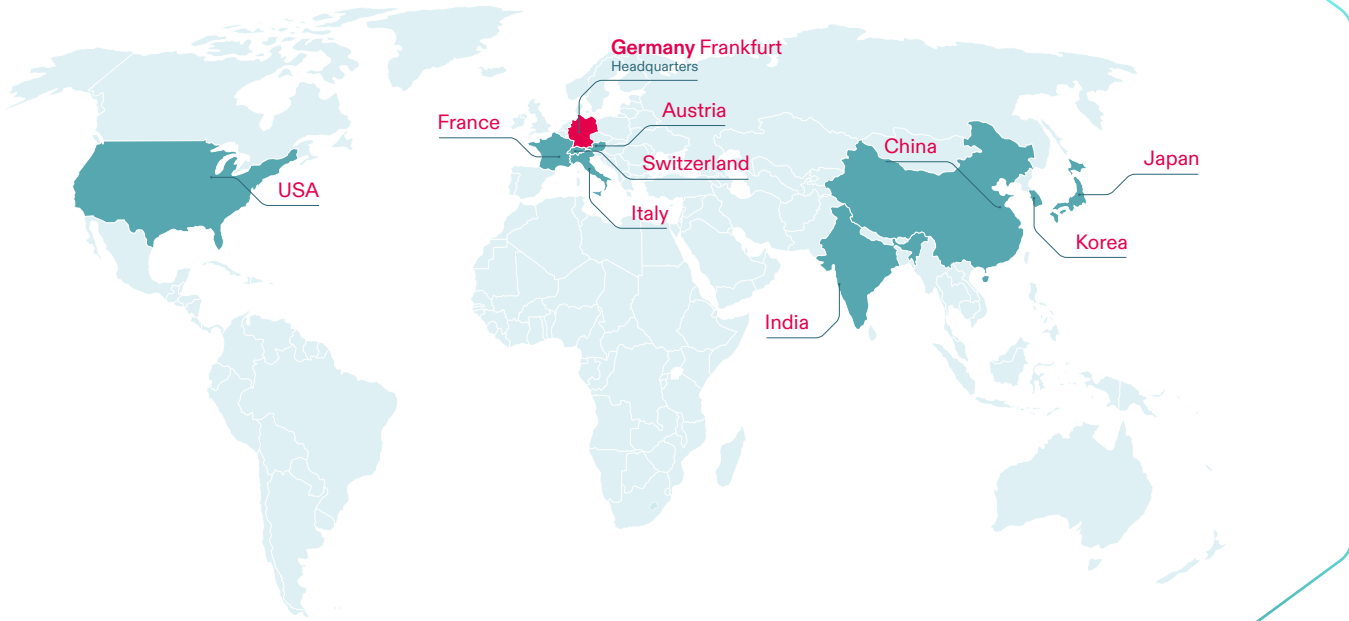 Germany Frankfurt
Headquarters
Austria
France
China
Japan
Switzerland
USA
Italy
Korea
India